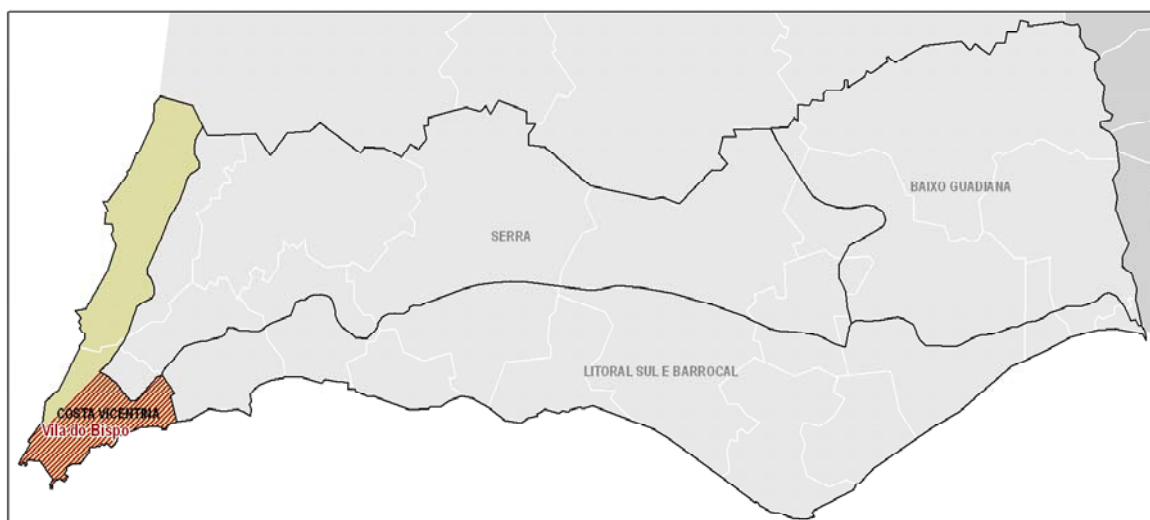 BAIXO GUADIANA
SERRA
LITORAL SUL E BARROCAL
COSTA VICENTINA
Vila do Bispo